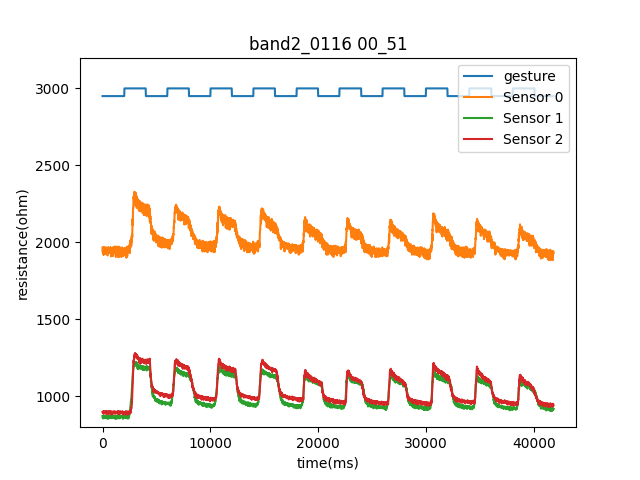 band2_0116 00_51
gesture
Sensor 0
Sensor 1
Sensor 2
3000
2500
2000
1500
1000
resistance(ohm)
0 10000 20000 30000 40000
time(ms)